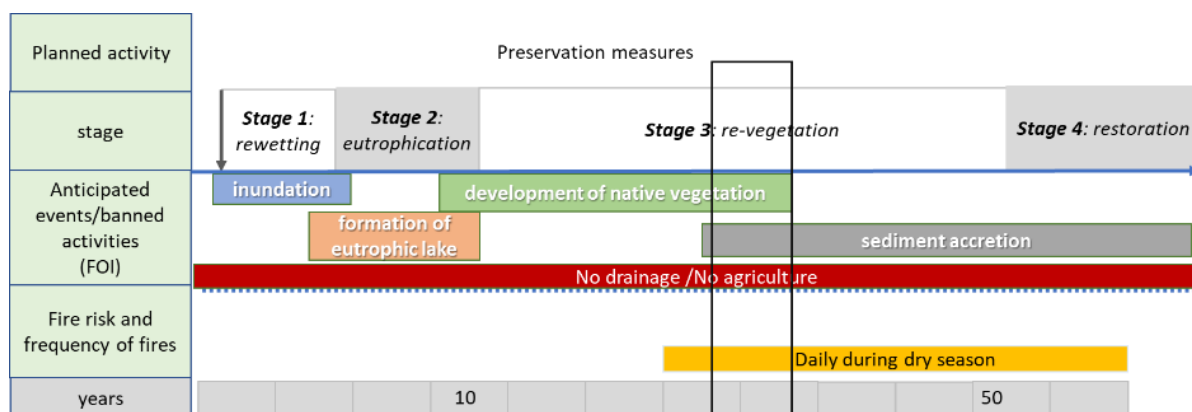 Planned activity
Preservation measures
stage
Stage 1:
rewetting
Stage 2:
eutrophication
Stage 3: re-vegetation
Stage 4: restoration
Anticipated
events/banned
activities
(FOI)
inundation
development of native vegetation
formation of
eutrophic lake
sediment accretion
No drainage /No agriculture
Fire risk and
frequency of fires
Daily during dry season
years
10
50